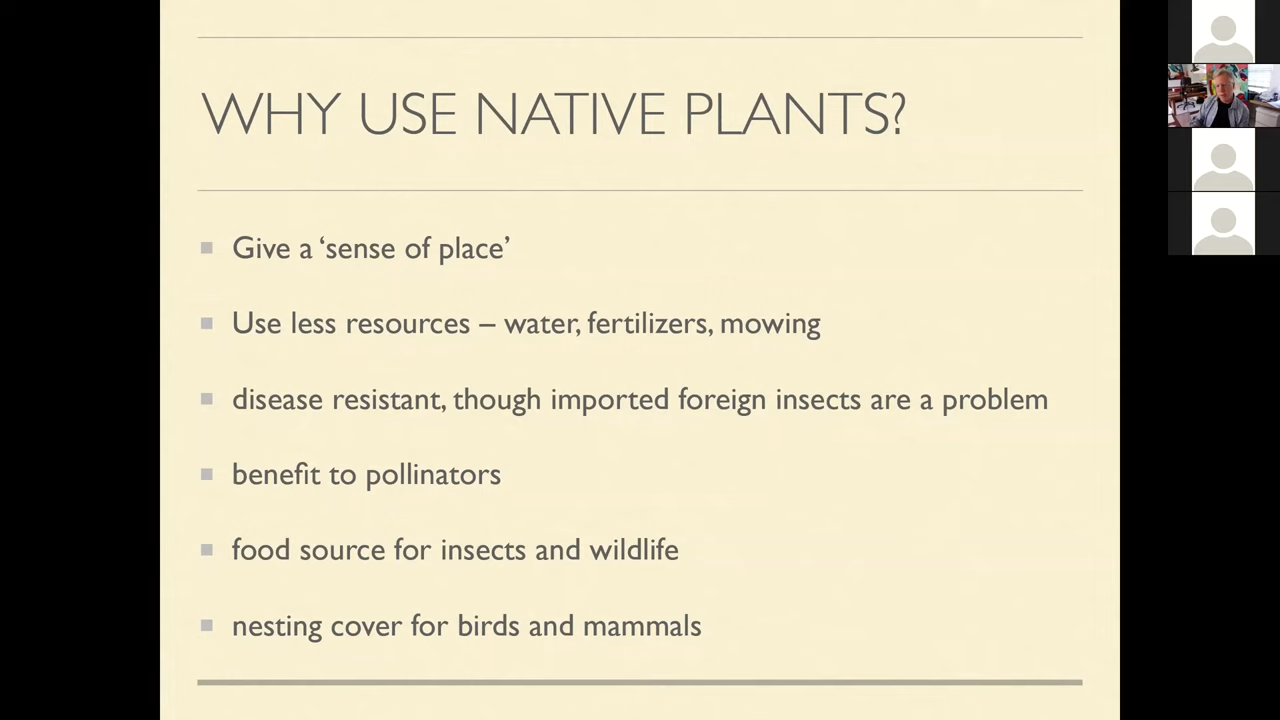 WHY USE NATIVE PLANTS?
Give a ‘sense of place’
Use less resources – water, fertilizers, mowing
disease resistant, though imported foreign insects are a problem
benefit to pollinators
food source for insects and wildlife
nesting cover for birds and mammals